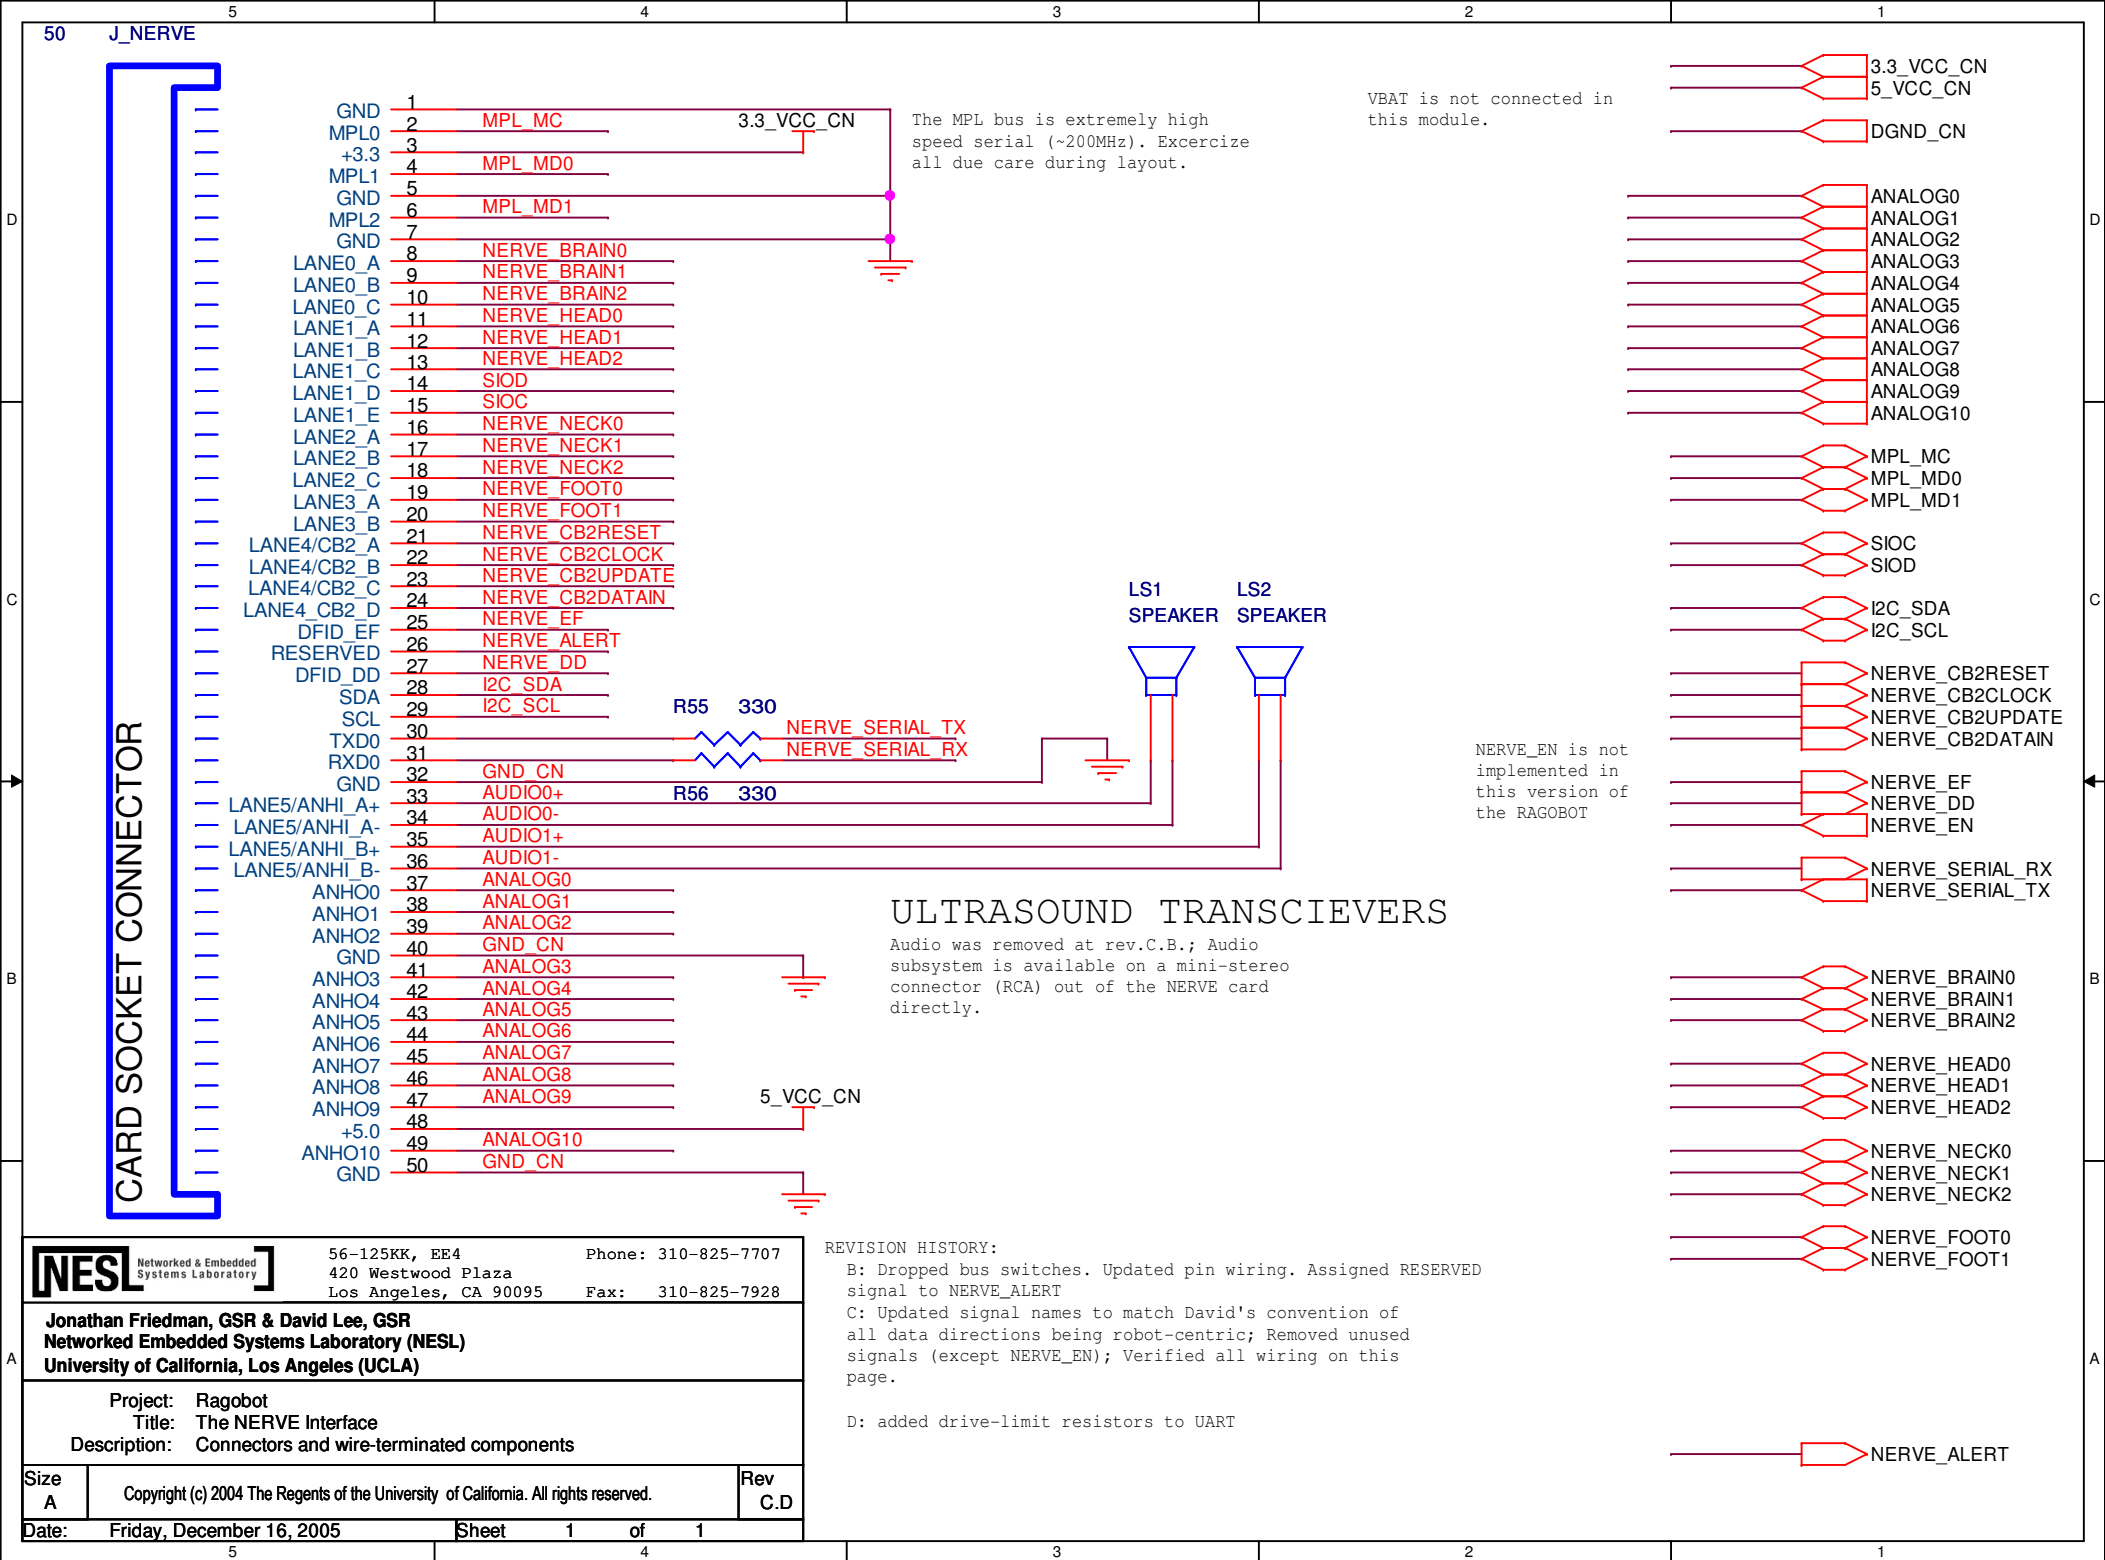 5 4 3 2 1
50 J_NERVE
CARD SOCKET CONNECTOR
GND 1
MPL0 2 MPL_MC
+3.3 3
3.3_VCC_CN
MPL1 4 MPL_MD0
GND 5
MPL2 6 MPL_MD1
GND 7
LANE0_A 8 NERVE_BRAIN0
LANE0_B 9 NERVE_BRAIN1
LANE0_C 10 NERVE_BRAIN2
LANE1_A 11 NERVE_HEAD0
LANE1_B 12 NERVE_HEAD1
LANE1_C 13 NERVE_HEAD2
LANE1_D 14 SIOD
LANE1_E 15 SIOC
LANE2_A 16 NERVE_NECK0
LANE2_B 17 NERVE_NECK1
LANE2_C 18 NERVE_NECK2
LANE3_A 19 NERVE_FOOT0
LANE3_B 20 NERVE_FOOT1
LANE4/CB2_A 21 NERVE_CB2RESET
LANE4/CB2_B 22 NERVE_CB2CLOCK
LANE4/CB2_C 23 NERVE_CB2UPDATE
LANE4_CB2_D 24 NERVE_CB2DATAIN
DFID_EF 25 NERVE_EF
RESERVED 26 NERVE_ALERT
DFID_DD 27 NERVE_DD
SDA 28 I2C_SDA
SCL 29 I2C_SCL
TXD0 30
R55 330
NERVE_SERIAL_TX
RXD0 31
NERVE_SERIAL_RX
R56 330
GND 32 GND_CN
LANE5/ANHI_A+ 33 AUDIO0+
LANE5/ANHI_A- 34 AUDIO0-
LANE5/ANHI_B+ 35 AUDIO1+
LANE5/ANHI_B- 36 AUDIO1-
ANHO0 37 ANALOG0
ANHO1 38 ANALOG1
ANHO2 39 ANALOG2
GND 40 GND_CN
ANHO3 41 ANALOG3
ANHO4 42 ANALOG4
ANHO5 43 ANALOG5
ANHO6 44 ANALOG6
ANHO7 45 ANALOG7
ANHO8 46 ANALOG8
ANHO9 47 ANALOG9
+5.0 48
5_VCC_CN
ANHO10 49 ANALOG10
GND 50 GND_CN
The MPL bus is extremely high
speed serial (~200MHz). Excercize
all due care during layout.
VBAT is not connected in
this module.
LS1 LS2
SPEAKER SPEAKER
NERVE_EN is not
implemented in
this version of
the RAGOBOT
ULTRASOUND TRANSCIEVERS
Audio was removed at rev.C.B.; Audio
subsystem is available on a mini-stereo
connector (RCA) out of the NERVE card
directly.
3.3_VCC_CN
5_VCC_CN
DGND_CN
ANALOG0
ANALOG1
ANALOG2
ANALOG3
ANALOG4
ANALOG5
ANALOG6
ANALOG7
ANALOG8
ANALOG9
ANALOG10
MPL_MC
MPL_MD0
MPL_MD1
SIOC
SIOD
I2C_SDA
I2C_SCL
NERVE_CB2RESET
NERVE_CB2CLOCK
NERVE_CB2UPDATE
NERVE_CB2DATAIN
NERVE_EF
NERVE_DD
NERVE_EN
NERVE_SERIAL_RX
NERVE_SERIAL_TX
NERVE_BRAIN0
NERVE_BRAIN1
NERVE_BRAIN2
NERVE_HEAD0
NERVE_HEAD1
NERVE_HEAD2
NERVE_NECK0
NERVE_NECK1
NERVE_NECK2
NERVE_FOOT0
NERVE_FOOT1
NERVE_ALERT
D D
C C
B B
A A
NESL Networked & Embedded
Systems Laboratory
56-125KK, EE4 Phone: 310-825-7707
420 Westwood Plaza
Los Angeles, CA 90095 Fax: 310-825-7928
Jonathan Friedman, GSR & David Lee, GSR
Networked Embedded Systems Laboratory (NESL)
University of California, Los Angeles (UCLA)
Project: Ragobot
Title: The NERVE Interface
Description: Connectors and wire-terminated components
Size
A
Copyright (c) 2004 The Regents of the University of California. All rights reserved.
Rev
C.D
Date: Friday, December 16, 2005 Sheet 1 of 1
REVISION HISTORY:
B: Dropped bus switches. Updated pin wiring. Assigned RESERVED
signal to NERVE_ALERT
C: Updated signal names to match David's convention of
all data directions being robot-centric; Removed unused
signals (except NERVE_EN); Verified all wiring on this
page.
D: added drive-limit resistors to UART
5 4 3 2 1